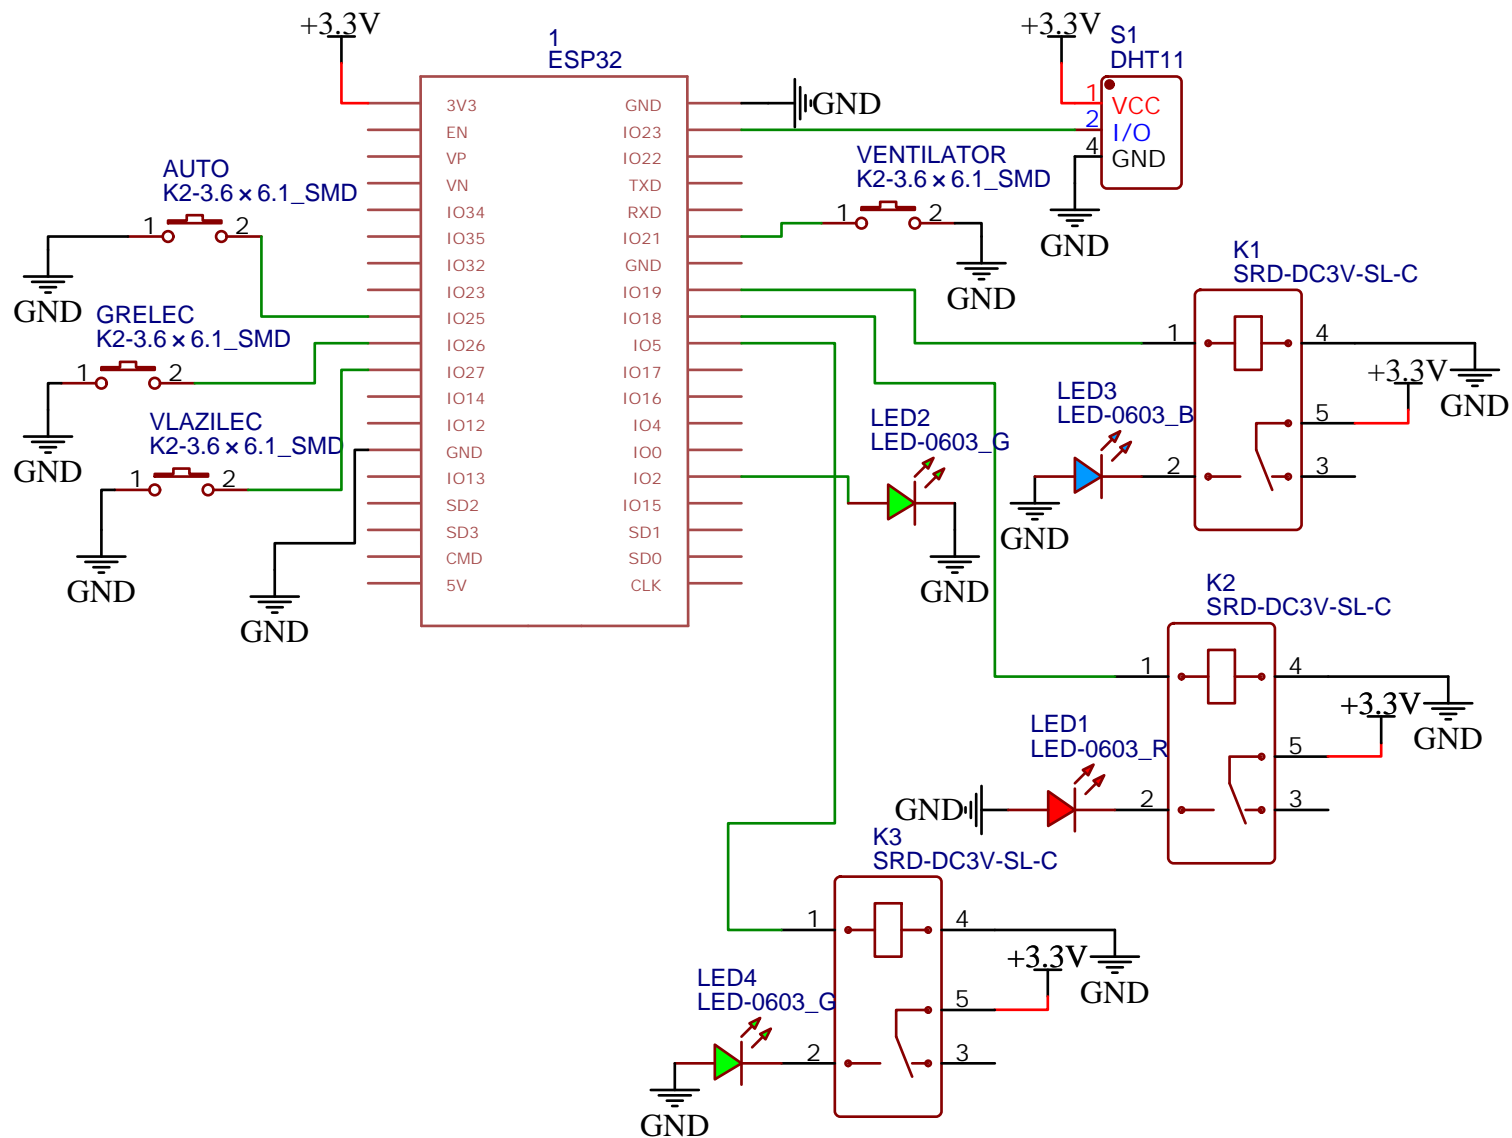 +3.3V
1
ESP32
3V3
EN
VP
VN
IO34
IO35
IO32
IO23
IO25
IO26
IO27
IO14
IO12
GND
IO13
SD2
SD3
CMD
5V
GND
IO23
IO22
TXD
RXD
IO21
GND
IO19
IO18
IO5
IO17
IO16
IO4
IO0
IO2
IO15
SD1
SD0
CLK
GND
+3.3V
S1
DHT11
1
2
4
VCC
I/O
GND
GND
AUTO
K2-3.6×6.1_SMD
1
2
GND
GRELEC
K2-3.6×6.1_SMD
1
2
GND
VLAZILEC
K2-3.6×6.1_SMD
1
2
GND
GND
VENTILATOR
K2-3.6×6.1_SMD
1
2
GND
LED2
LED-0603_G
GND
K1
SRD-DC3V-SL-C
1
4
GND
+3.3V
5
2
3
LED3
LED-0603_B
GND
K2
SRD-DC3V-SL-C
1
4
GND
+3.3V
5
2
3
LED1
LED-0603_R
GND
K3
SRD-DC3V-SL-C
1
4
GND
+3.3V
5
2
3
LED4
LED-0603_G
GND